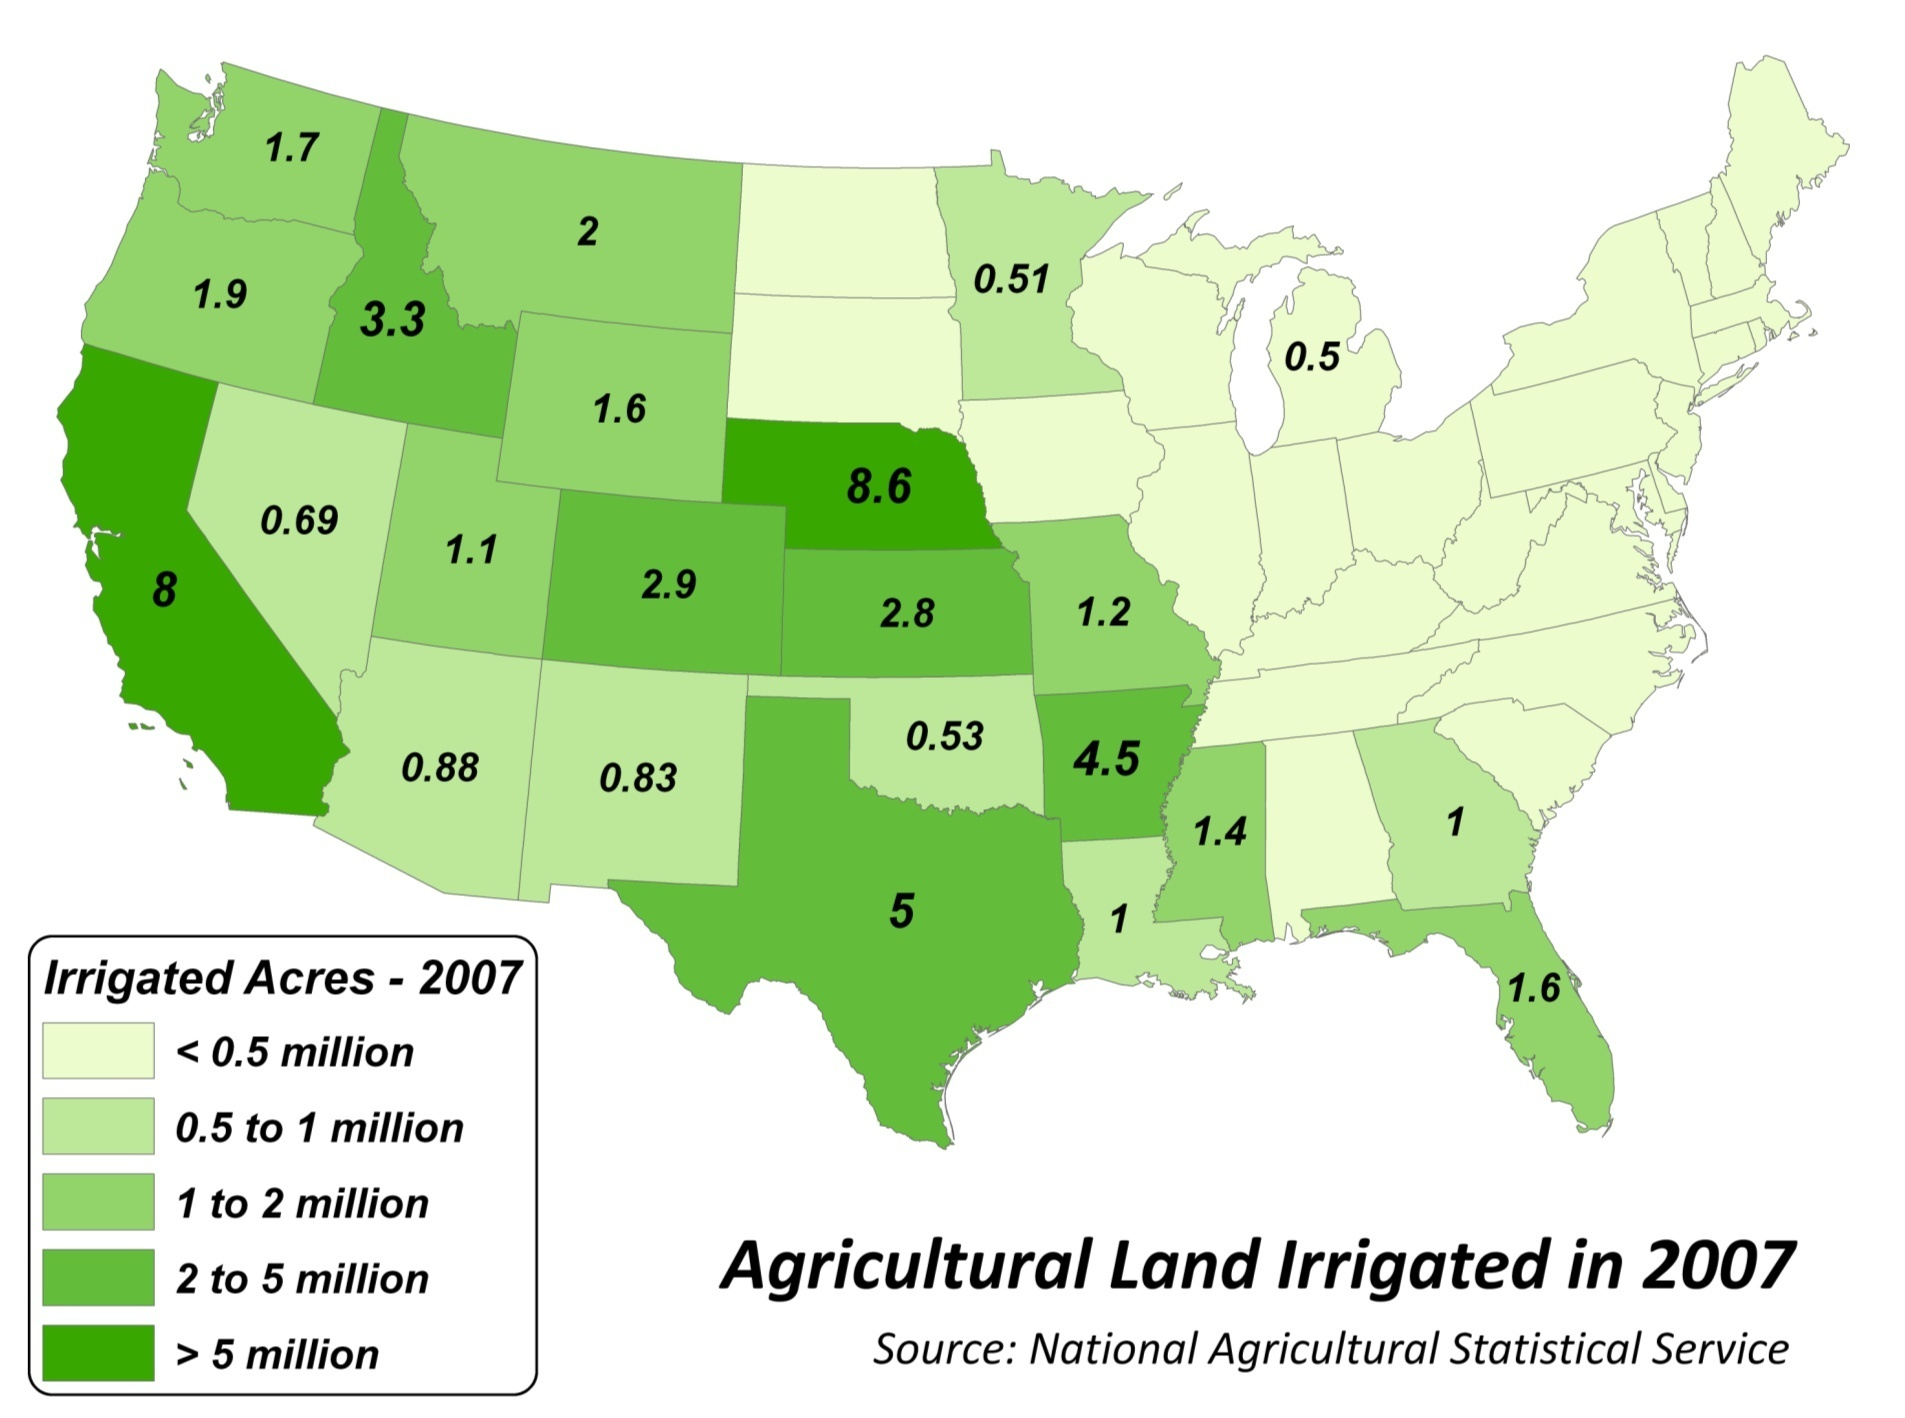 1.7
2
0.51
1.9
3.3
0.5
1.6
8.6
0.69
1.1
2.9
8
2.8
1.2
0.53
4.5
0.88
0.83
1.4
1
5
1
1.6
Irrigated Acres - 2007
< 0.5 million
0.5 to 1 million
1 to 2 million
2 to 5 million
> 5 million
Agricultural Land Irrigated in 2007
Source: National Agricultural Statistical Service